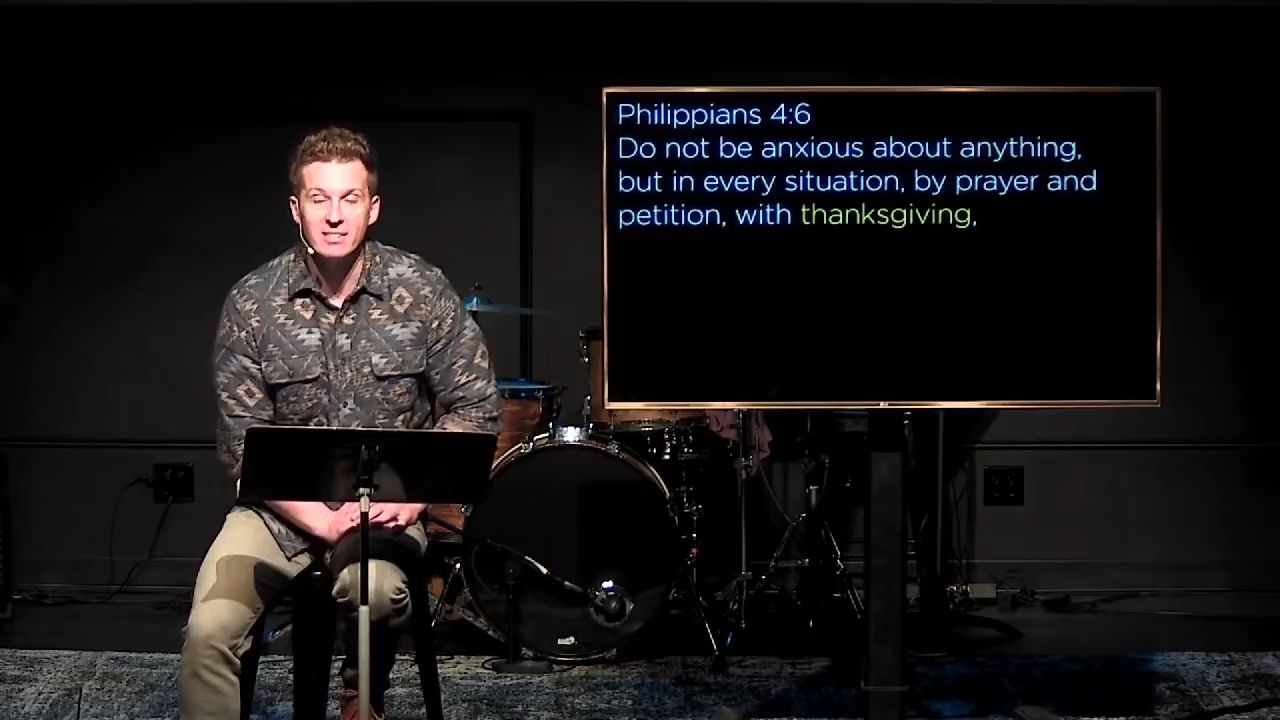 Philippians 4:6
Do not be anxious about anything,
but in every situation, by prayer and
petition, with thanksgiving,